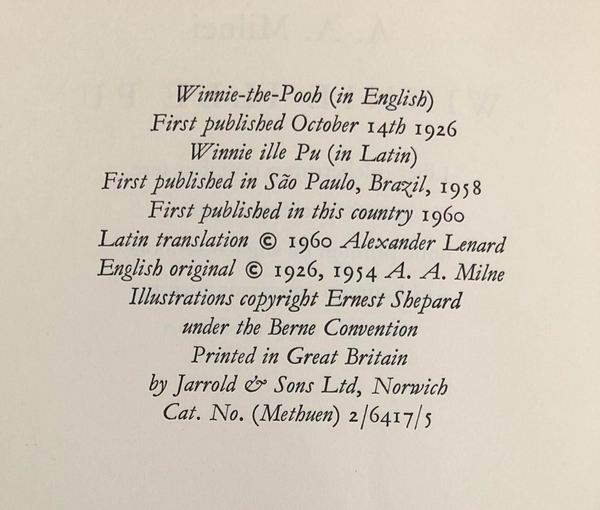 Winnie-the-Pooh (in English)
First published October 14th 1926
Winnie ille Pu (in Latin)
First published in São Paulo, Brazil, 1958
First published in this country 1960
Latin translation © 1960 Alexander Lenard
English original © 1926, 1954 A. A. Milne
Illustrations copyright Ernest Shepard
under the Berne Convention
Printed in Great Britain
by Jarrold & Sons Ltd, Norwich
Cat. No. (Methuen) 2/6417/5